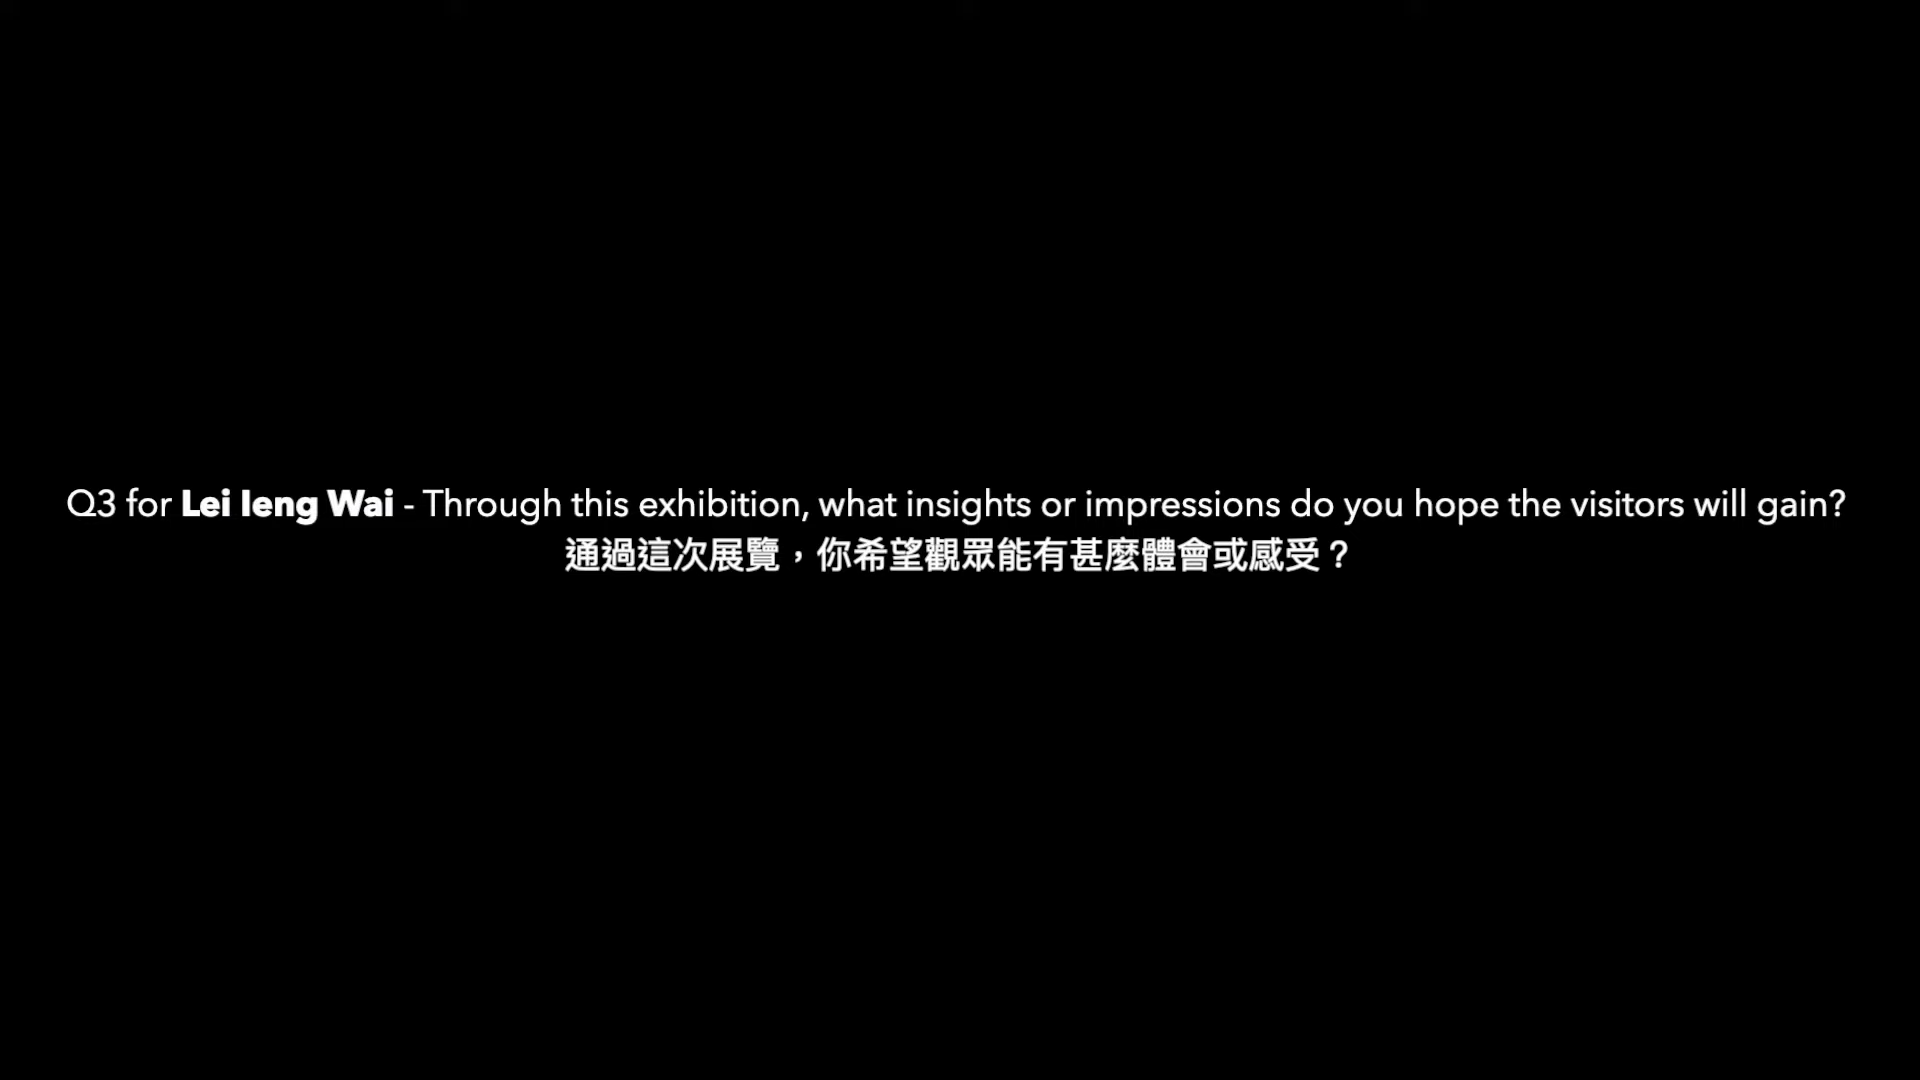 Q3 for Lei Ieng Wai - Through this exhibition, what insights or impressions do you hope the visitors will gain?
通過這次展覽，你希望觀眾能有甚麼體會或感受？